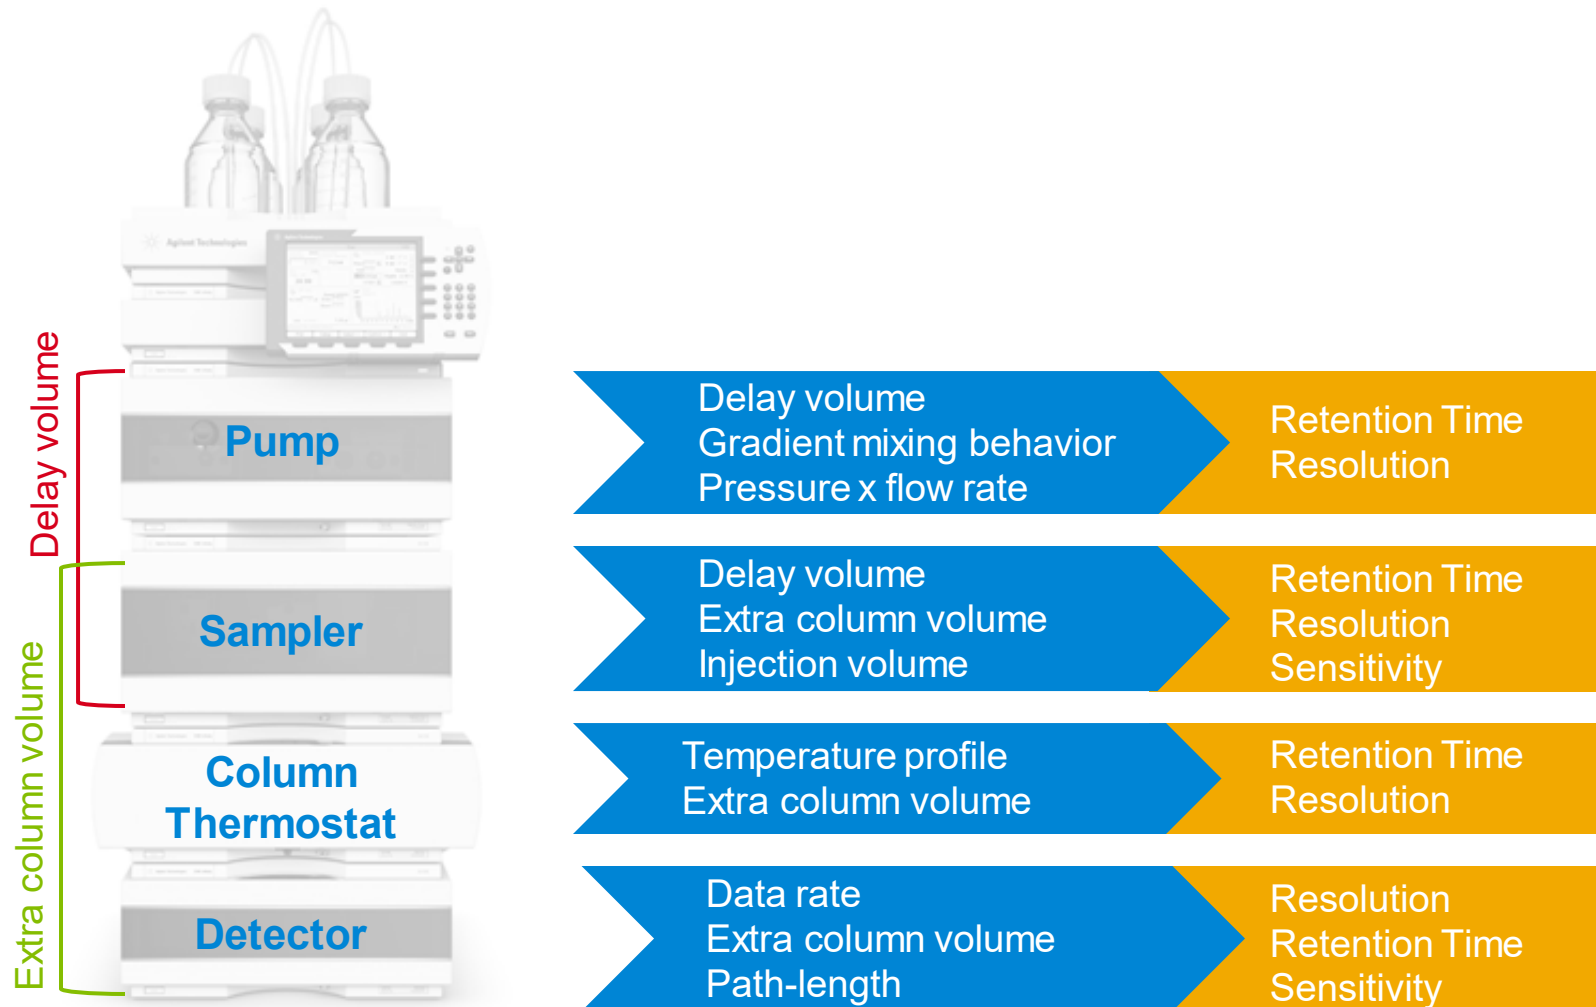 Agilent Technologies
Delay volume
Extra column volume
Pump
Delay volume
Gradient mixing behavior
Pressure x flow rate
Retention Time
Resolution
Sampler
Delay volume
Extra column volume
Injection volume
Retention Time
Resolution
Sensitivity
Column
Thermostat
Temperature profile
Extra column volume
Retention Time
Resolution
Detector
Data rate
Extra column volume
Path-length
Resolution
Retention Time
Sensitivity